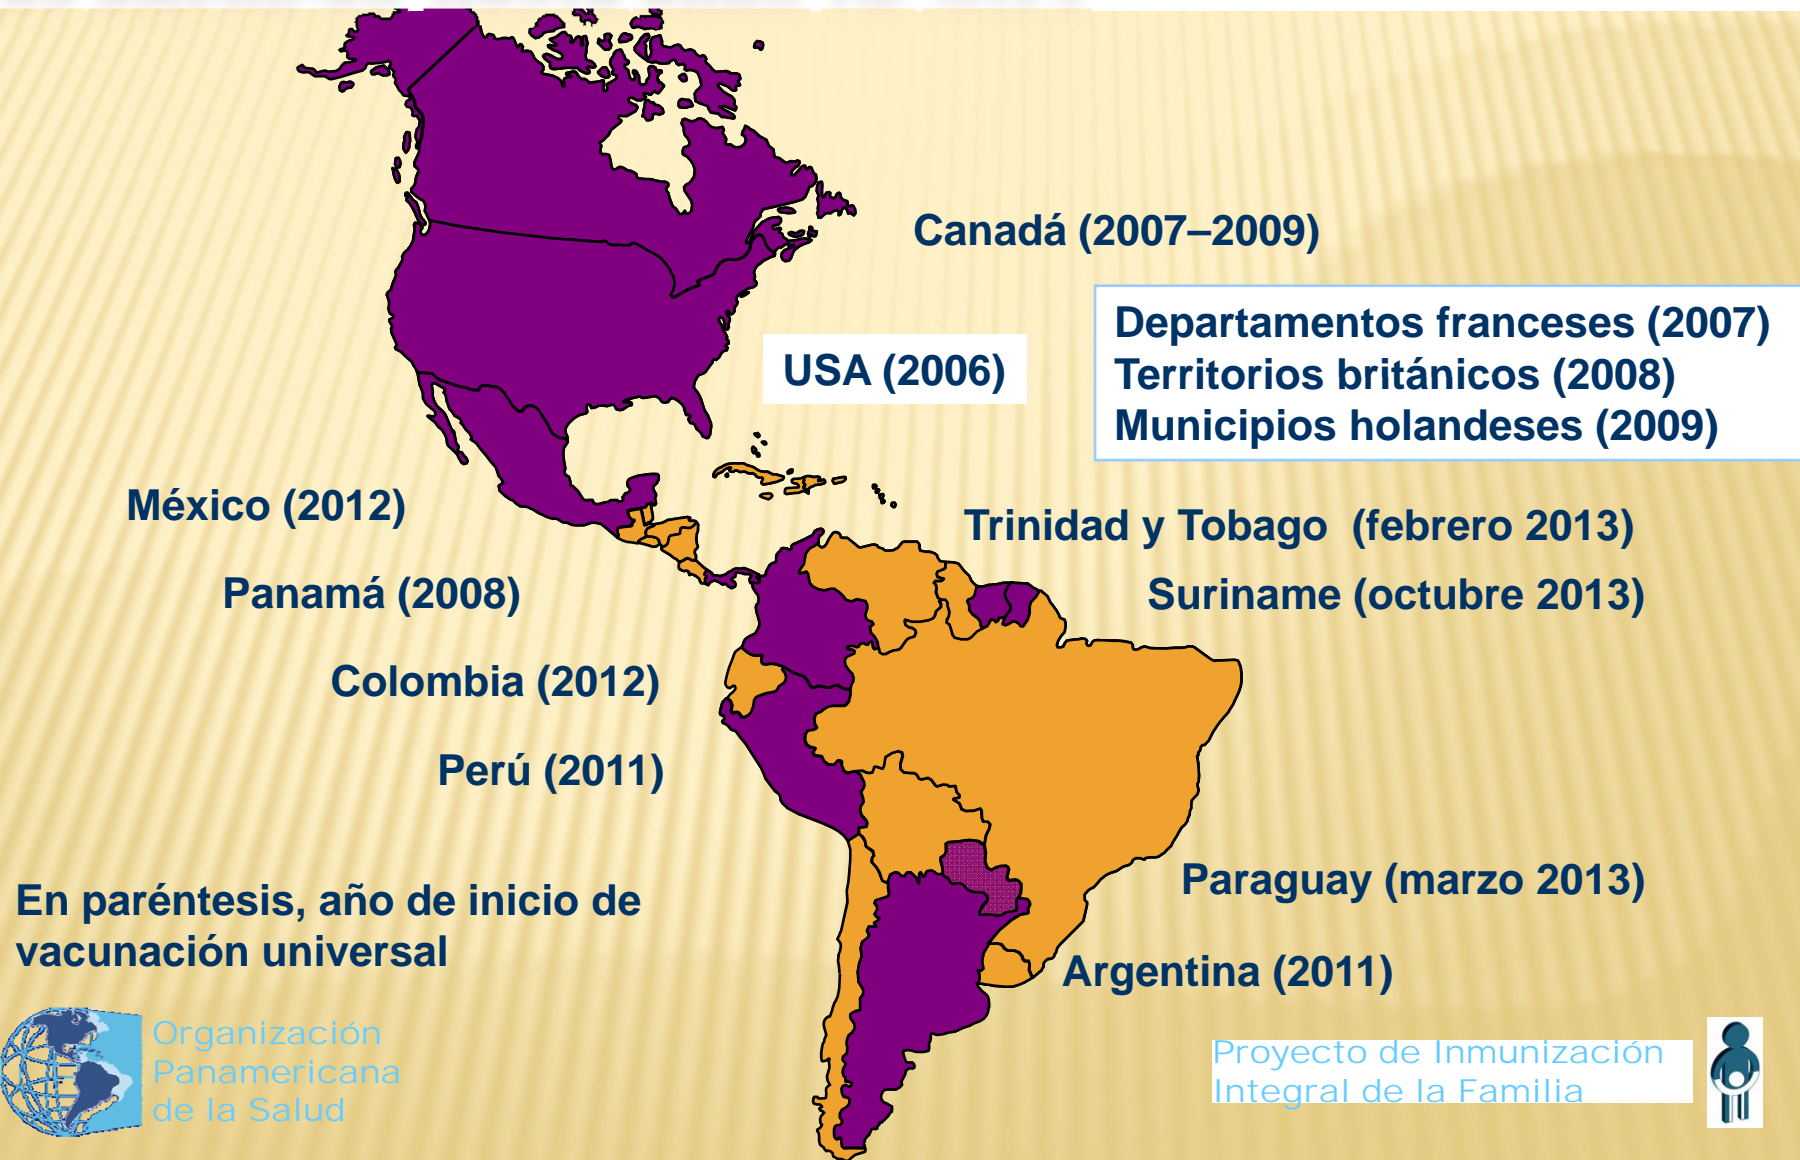 Canadá (2007–2009)
Departamentos franceses (2007)
Territorios británicos (2008)
Municipios holandeses (2009)
USA (2006)
México (2012)
Trinidad y Tobago (febrero 2013)
Panamá (2008)
Suriname (octubre 2013)
Colombia (2012)
Perú (2011)
Paraguay (marzo 2013)
En paréntesis, año de inicio de
vacunación universal
Argentina (2011)
Organización
Panamericana
de la Salud
Proyecto de Inmunización
Integral de la Familia